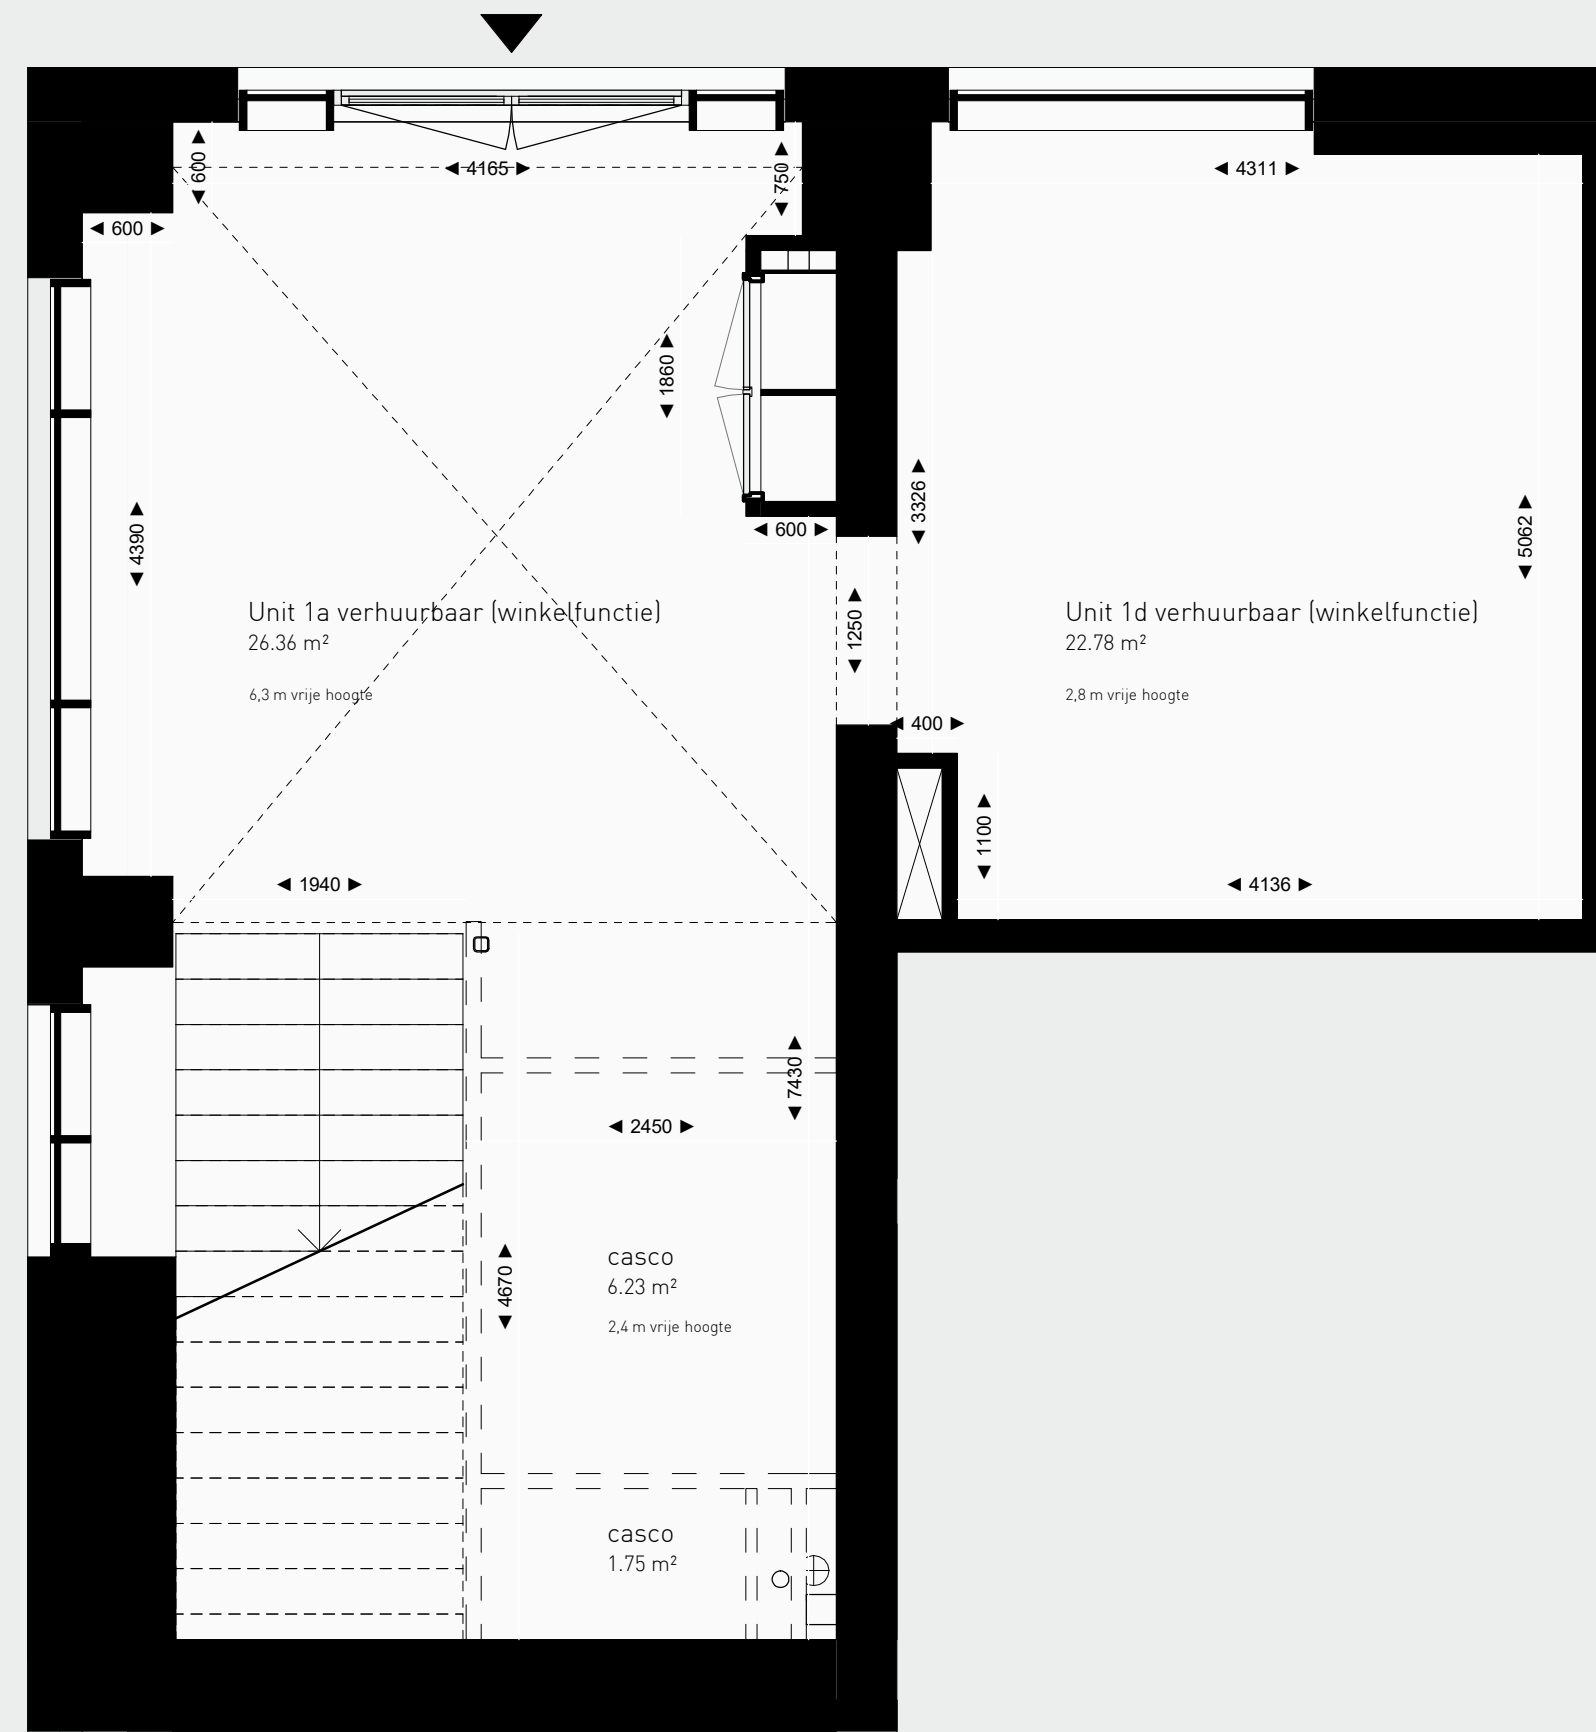 600
4165
750
4311
600
1860
4390
3326
5062
600
Unit 1a verhuurbaar (winkelfunctie)
26.36 m²
6,3 m vrije hoogte
1250
Unit 1d verhuurbaar (winkelfunctie)
22.78 m²
2,8 m vrije hoogte
400
1100
1940
4136
7430
2450
4670
casco
6.23 m²
2,4 m vrije hoogte
casco
1.75 m²